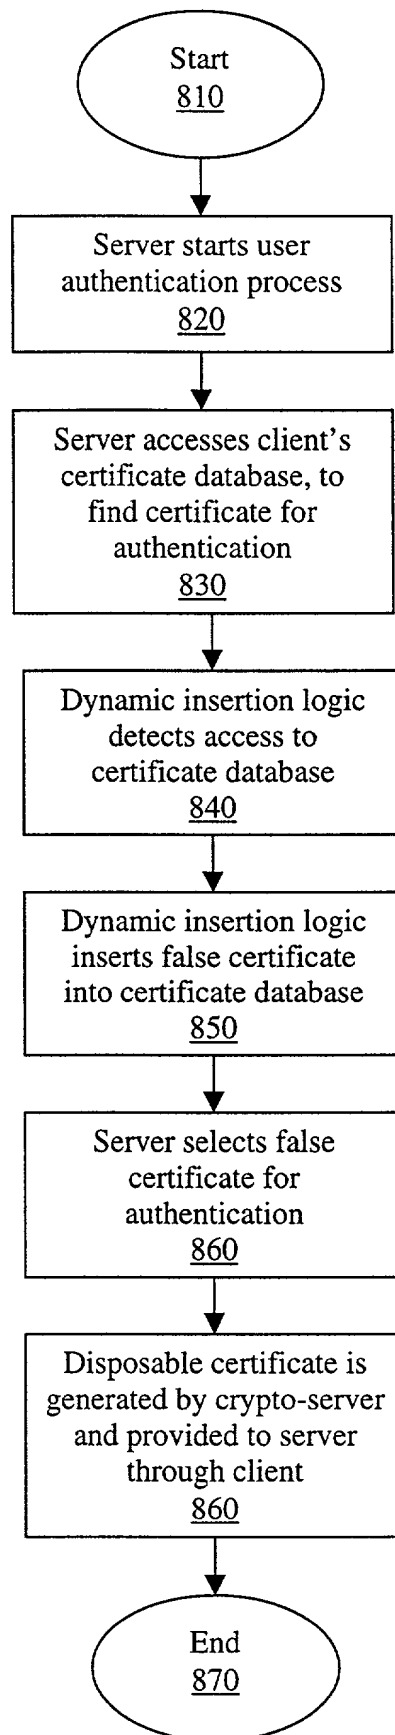 Start
810
Server starts user
authentication process
820
Server accesses client's
certificate database, to
find certificate for
authentication
830
Dynamic insertion logic
detects access to
certificate database
840
Dynamic insertion logic
inserts false certificate
into certificate database
850
Server selects false
certificate for
authentication
860
Disposable certificate is
generated by crypto-server
and provided to server
through client
860
End
870